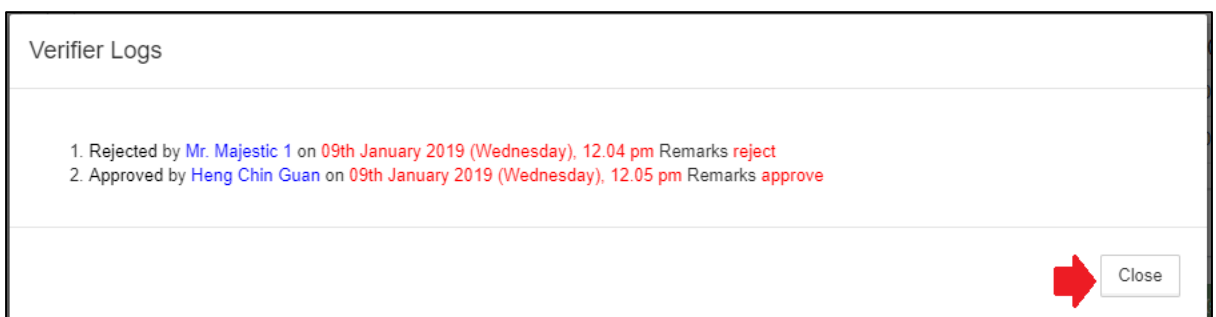 Verifier Logs
1. Rejected by Mr. Majestic 1 on 09th January 2019 (Wednesday), 12.04 pm Remarks reject
2. Approved by Heng Chin Guan on 09th January 2019 (Wednesday), 12.05 pm Remarks approve
Close